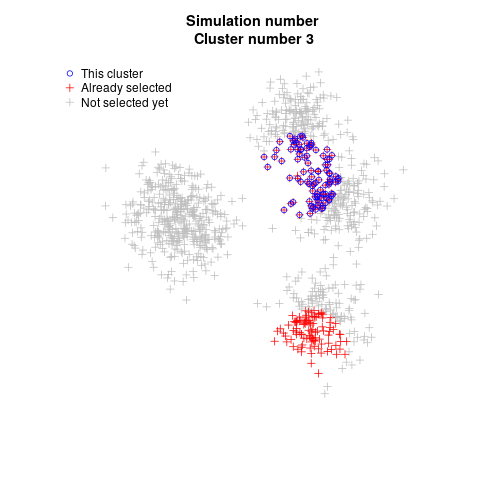 Simulation number
Cluster number 3
This cluster
Already selected
Not selected yet